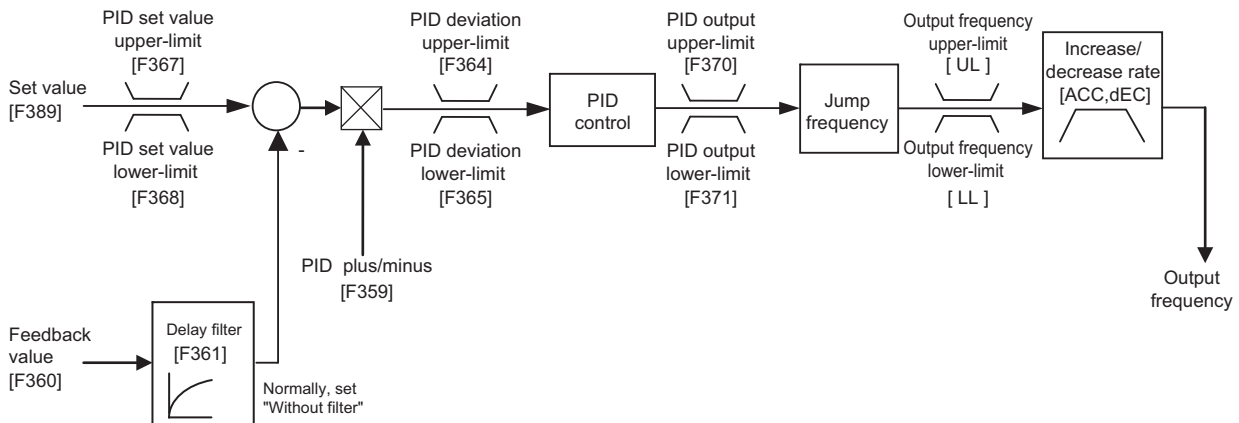 PID set value
upper-limit
[F367]
PID deviation
upper-limit
[F364]
PID output
upper-limit
[F370]
Output frequency
upper-limit
[ UL ]
Increase/
decrease rate
[ACC,dEC]
Set value
[F389]
PID
control
Jump
frequency
-
PID set value
lower-limit
[F368]
PID deviation
lower-limit
[F365]
PID output
lower-limit
[F371]
Output frequency
lower-limit
[ LL ]
PID plus/minus
[F359]
Output
frequency
Feedback
value
[F360]
Delay filter
[F361]
Normally, set
"Without filter"